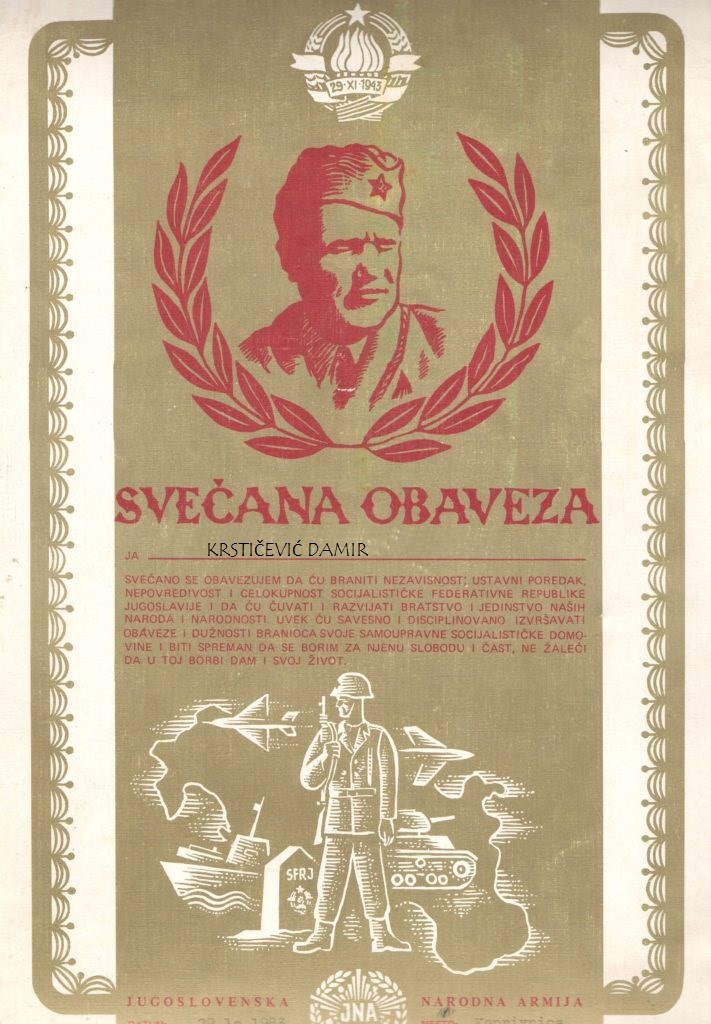 29·XI·1943
SVEČANA OBAVEZA
JA KRSTIČEVIĆ DAMIR
SVEČANO SE OBAVEZUJEM DA ĆU BRANITI NEZAVISNOST, USTAVNI POREDAK,
NEPOVREDIVOST I CELOKUPNOST SOCIJALISTIČKE FEDERATIVNE REPUBLIKE
JUGOSLAVIJE I DA ĆU ČUVATI I RAZVIJATI BRATSTVO I JEDINSTVO NAŠIH
NARODA I NARODNOSTI. UVEK ĆU SAVESNO I DISCIPLINOVANO IZVRŠAVATI
OBAVEZE I DUŽNOSTI BRANIOCA SVOJE SAMOUPRAVNE SOCIJALISTIČKE DOMO-
VINE I BITI SPREMAN DA SE BORIM ZA NJENU SLOBODU I ČAST, NE ŽALEĆI
DA U TOJ BORBI DAM I SVOJ ŽIVOT.
SFRJ
JUGOSLOVENSKA JNA NARODNA ARMIJA
DATUM: MESTO: Koprivnica